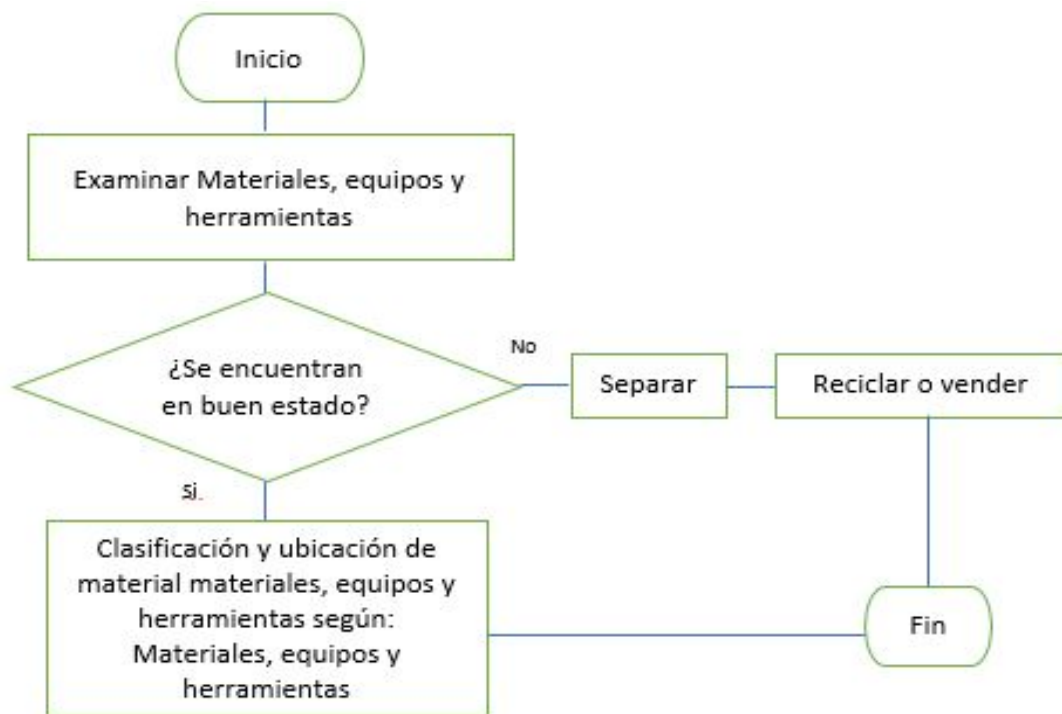 Inicio
Examinar Materiales, equipos y
herramientas
¿Se encuentran
en buen estado?
No
Separar
Reciclar o vender
Si.
Clasificación y ubicación de
material materiales, equipos y
herramientas según:
Materiales, equipos y
herramientas
Fin